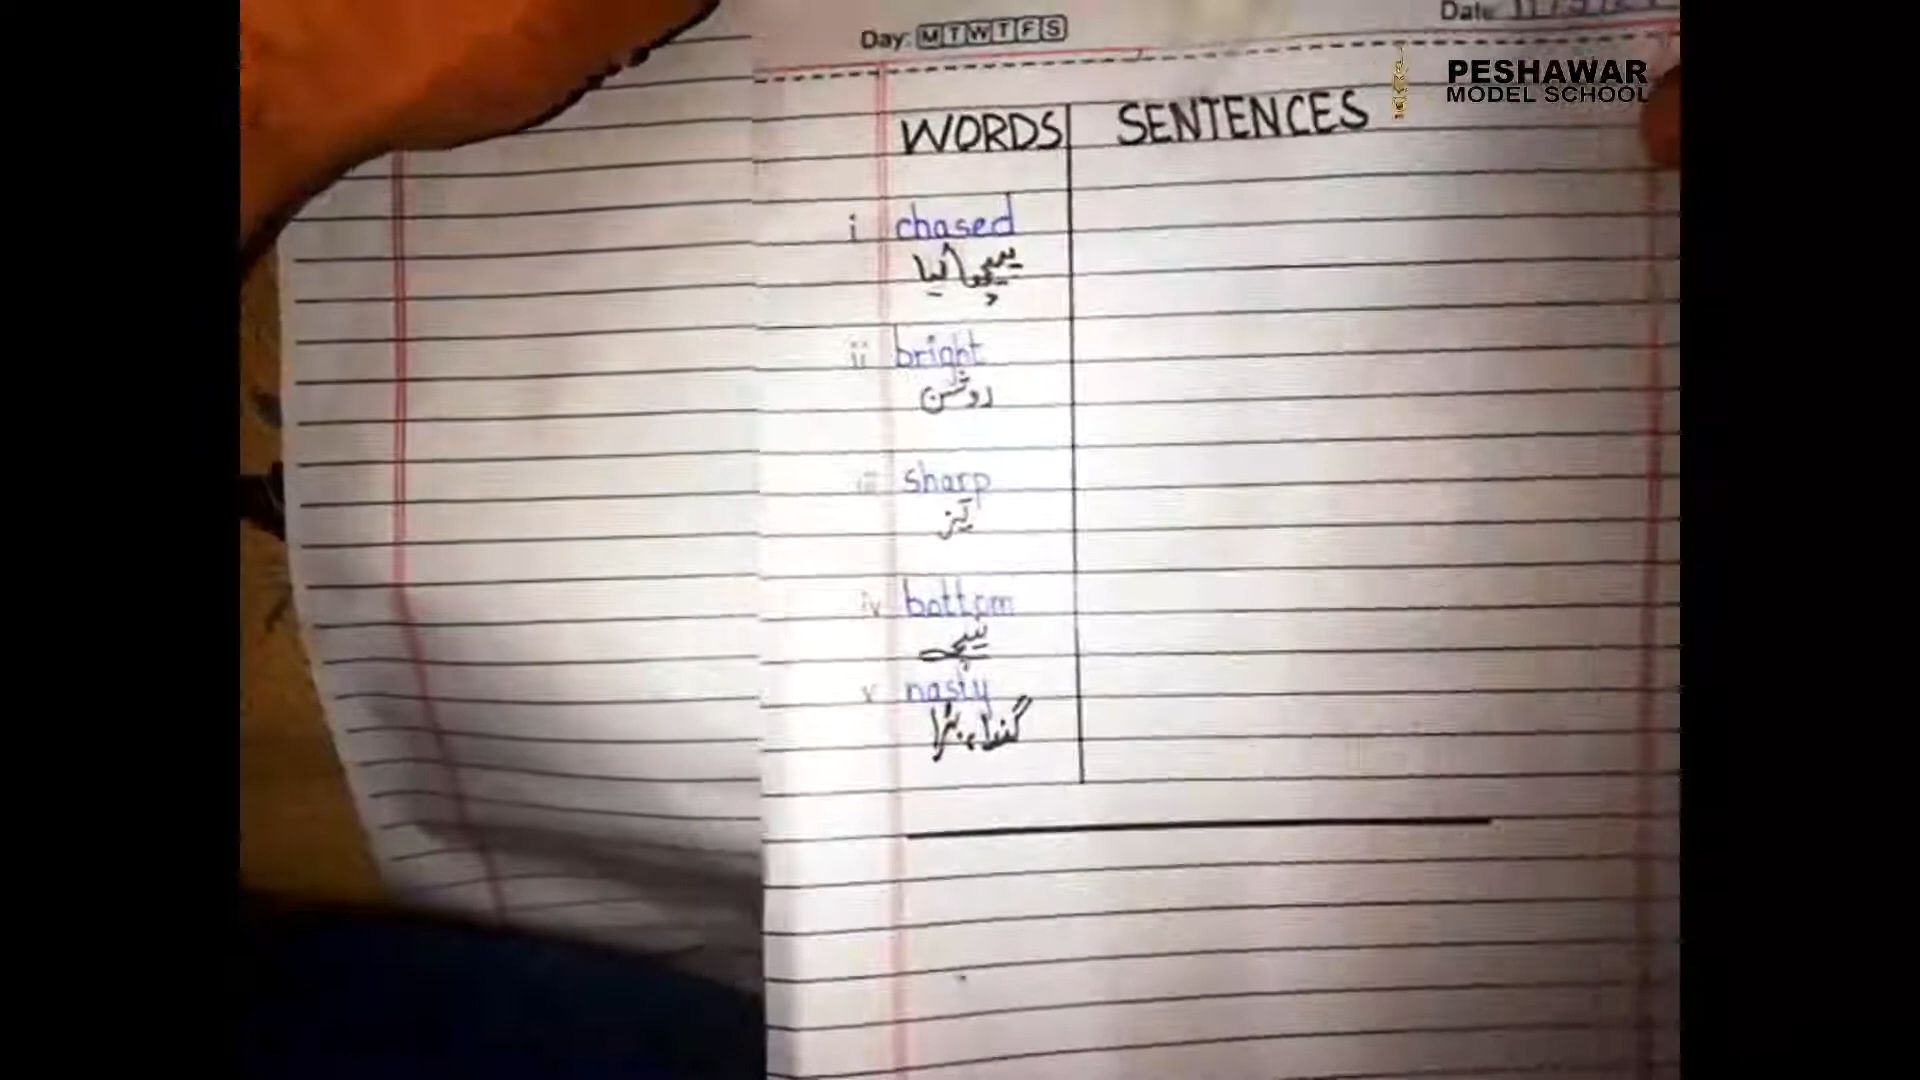 Day: M T W T F S
Date
PESHAWAR
MODEL SCHOOL
WORDS SENTENCES
i chased
پیچھا کیا
ii bright
روشن
iii sharp
تیز
iv bottom
نیچے
v nasty
گندا، بڑا